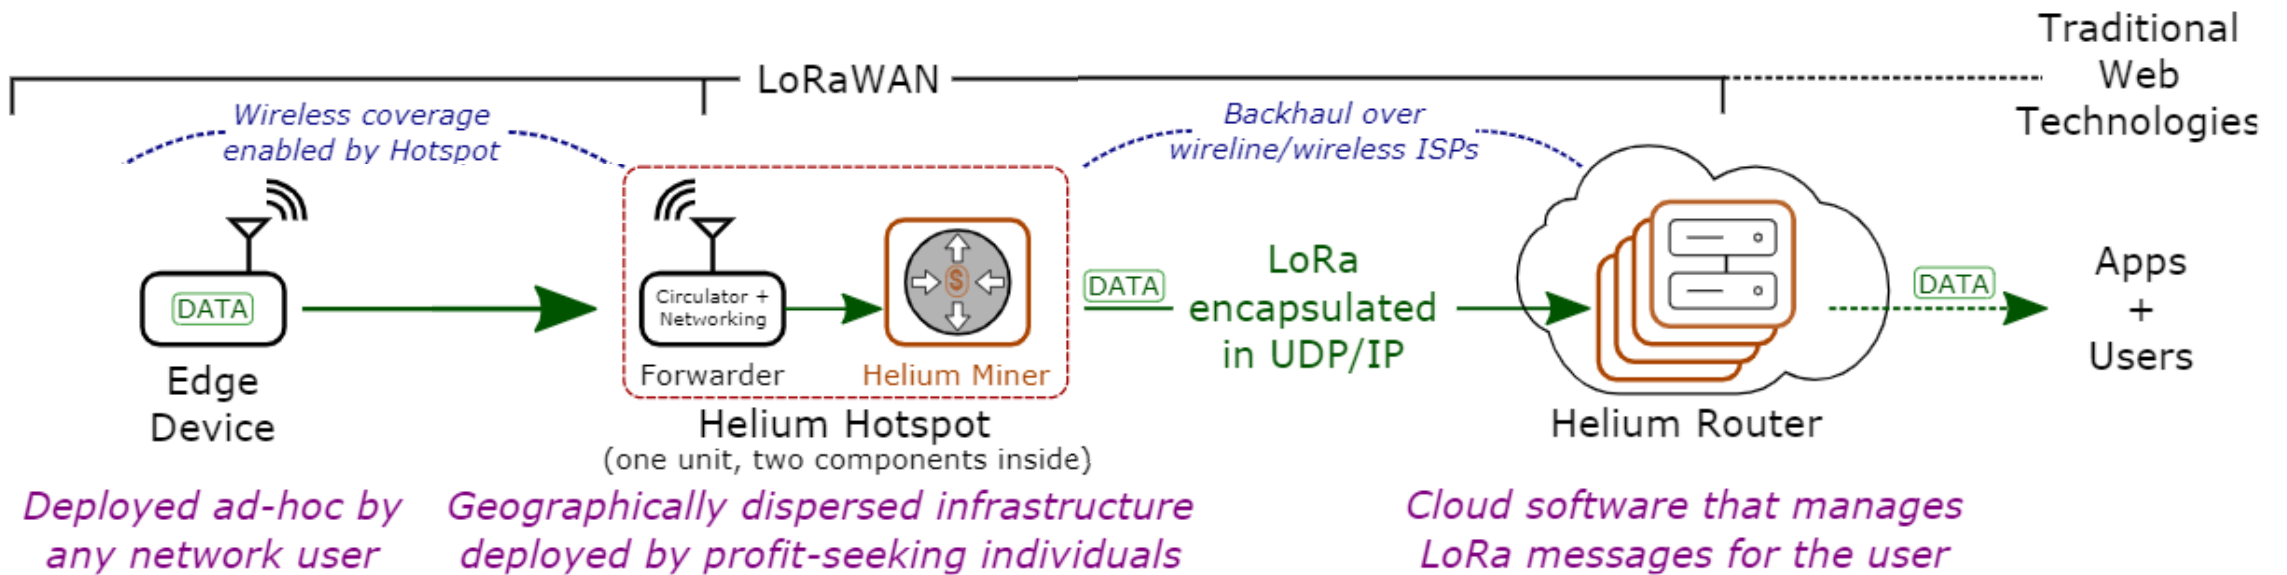 Traditional
Web
Technologies
LoRaWAN
Wireless coverage
enabled by Hotspot
Backhaul over
wireline/wireless ISPs
DATA
Edge
Device
Circulator +
Networking
Forwarder
S
Helium Miner
Helium Hotspot
(one unit, two components inside)
DATA
LoRa
encapsulated
in UDP/IP
Helium Router
DATA
Apps
+
Users
Deployed ad-hoc by
any network user
Geographically dispersed infrastructure
deployed by profit-seeking individuals
Cloud software that manages
LoRa messages for the user